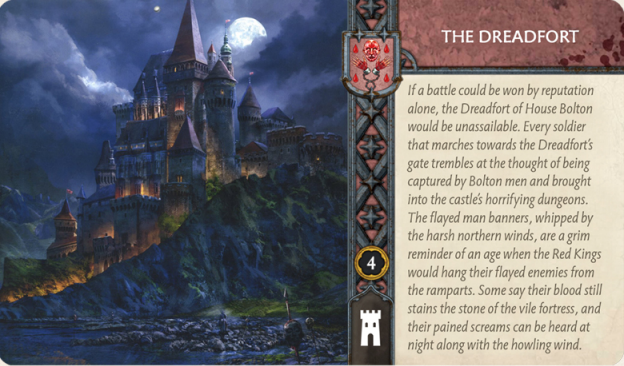 THE DREADFORT
If a battle could be won by reputation
alone, the Dreadfort of House Bolton
would be unassailable. Every soldier
that marches towards the Dreadfort's
gate trembles at the thought of being
captured by Bolton men and brought
into the castle's horrifying dungeons.
The flayed man banners, whipped by
the harsh northern winds, are a grim
reminder of an age when the Red Kings
would hang their flayed enemies from
the ramparts. Some say their blood still
stains the stone of the vile fortress, and
their pained screams can be heard at
night along with the howling wind.
4